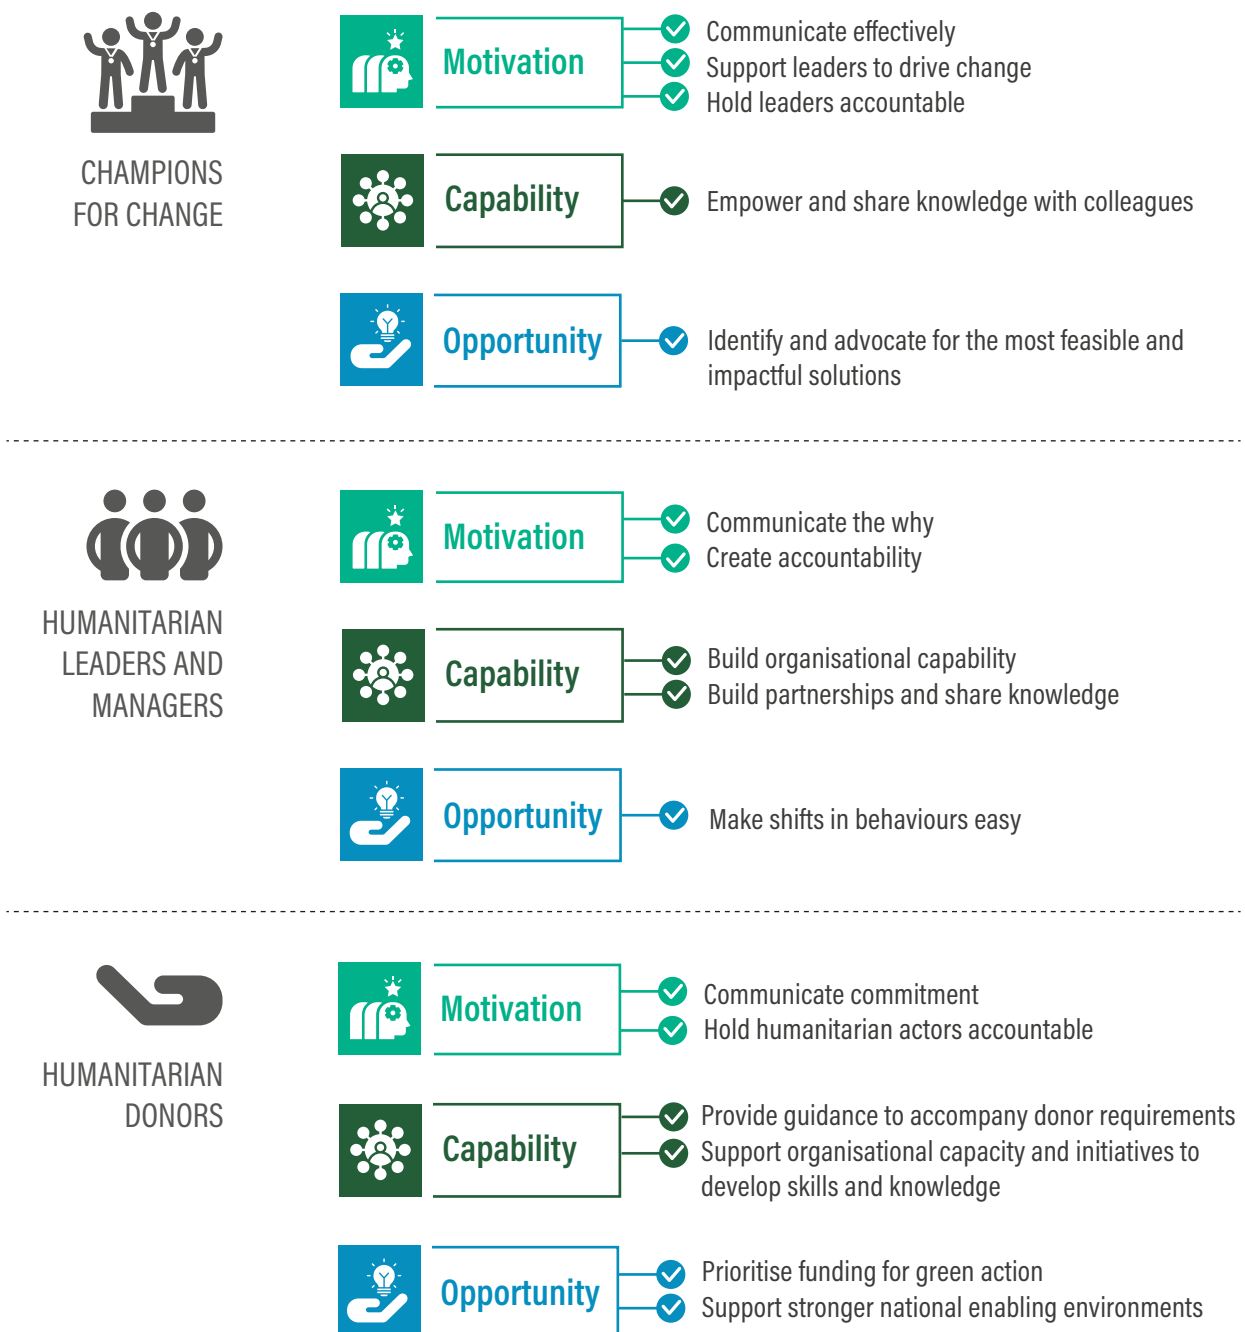 CHAMPIONS
FOR CHANGE
Motivation
Communicate effectively
Support leaders to drive change
Hold leaders accountable
Capability
Empower and share knowledge with colleagues
Opportunity
Identify and advocate for the most feasible and
impactful solutions
HUMANITARIAN
LEADERS AND
MANAGERS
Motivation
Communicate the why
Create accountability
Capability
Build organisational capability
Build partnerships and share knowledge
Opportunity
Make shifts in behaviours easy
HUMANITARIAN
DONORS
Motivation
Communicate commitment
Hold humanitarian actors accountable
Capability
Provide guidance to accompany donor requirements
Support organisational capacity and initiatives to
develop skills and knowledge
Opportunity
Prioritise funding for green action
Support stronger national enabling environments